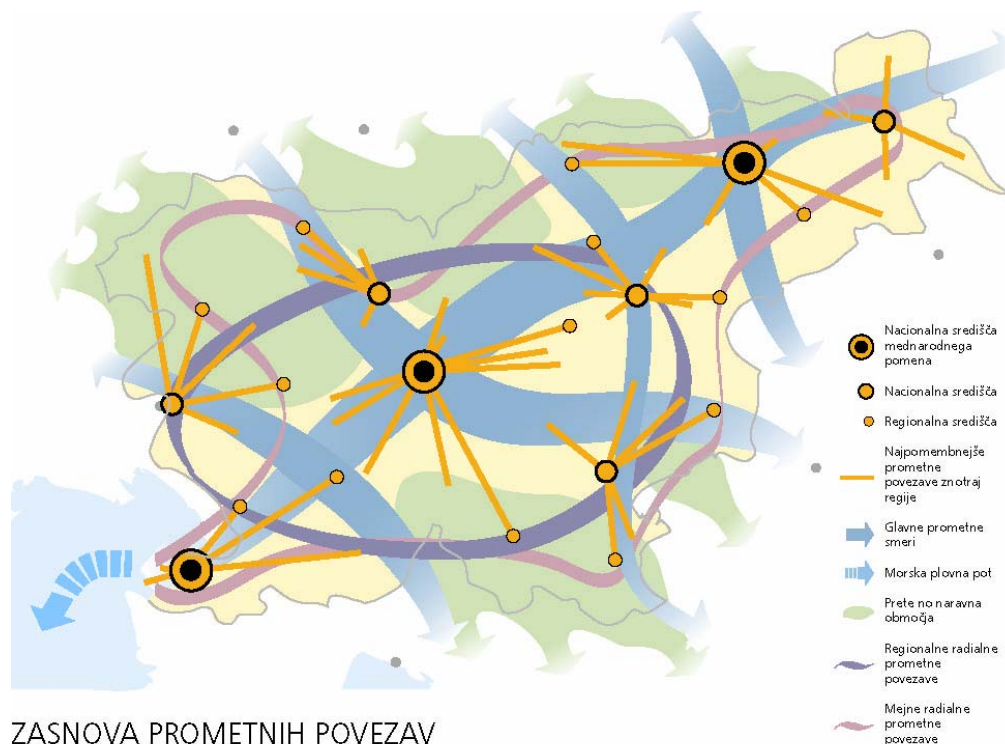 Nacionalna središča
mednarodnega
pomena
Nacionalna središča
Regionalna središča
Najpomembnejše
prometne
povezave znotraj
regije
Glavne prometne
smeri
Morska plovna pot
Prete no naravna
območja
Regionalne radialne
prometne
povezave
Mejne radialne
prometne
povezave
ZASNOVA PROMETNIH POVEZAV